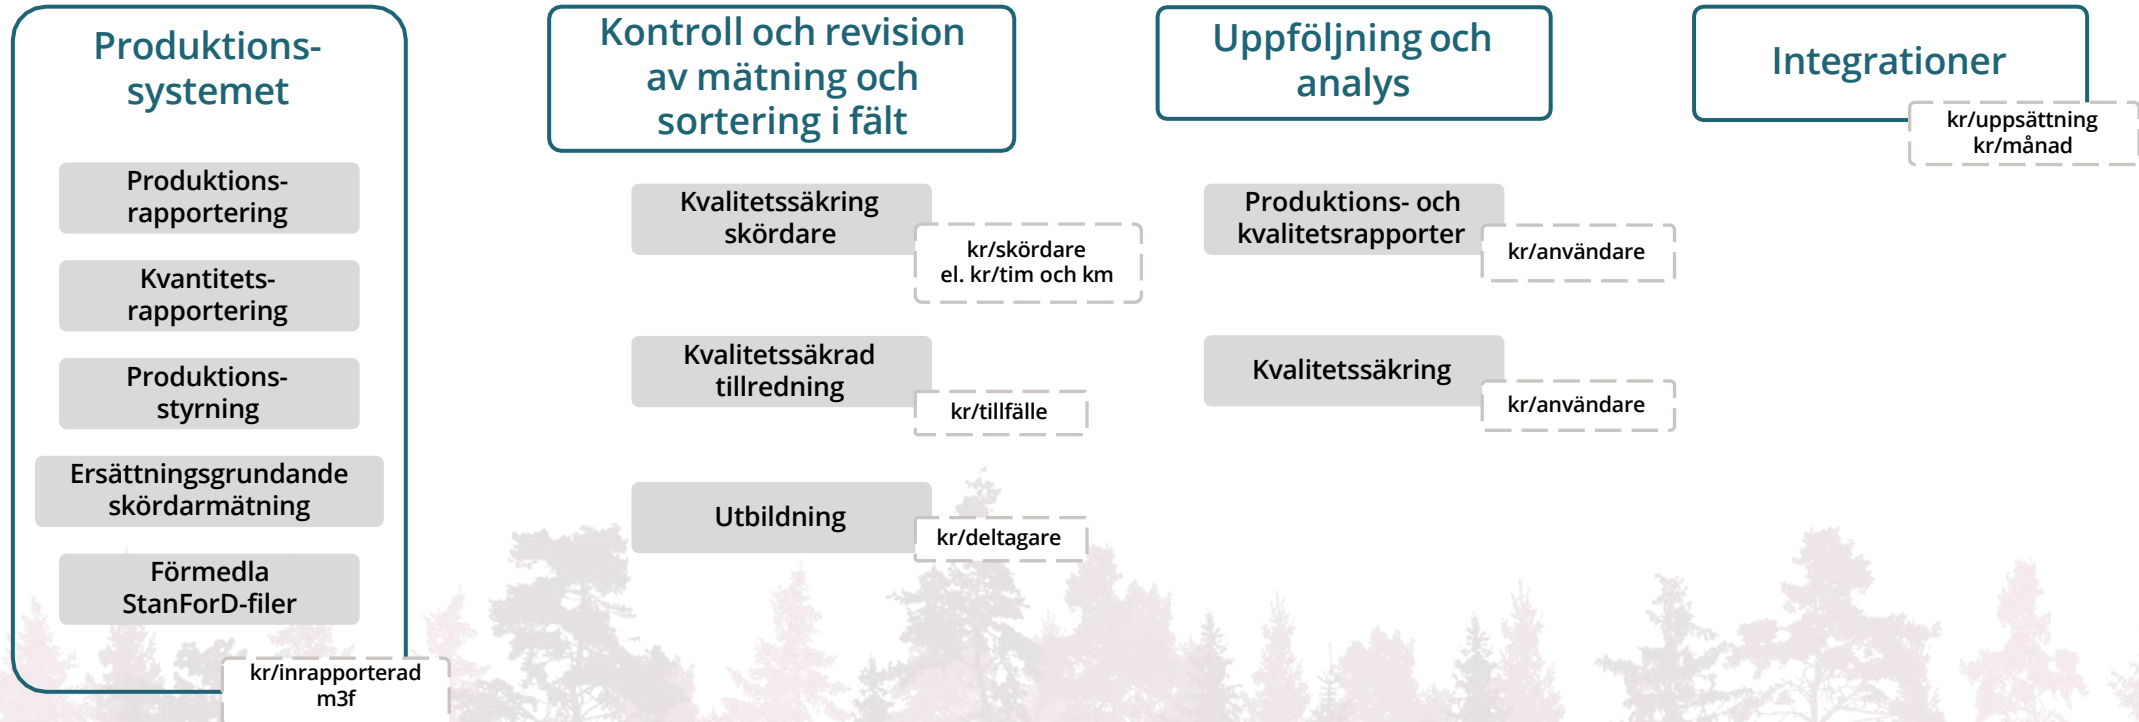 Produktions-
systemet
Produktions-
rapportering
Kvantitets-
rapportering
Produktions-
styrning
Ersättningsgrundande
skördarmätning
Förmedla
StanForD-filer
kr/inrapporterad
m3f
Kontroll och revision
av mätning och
sortering i fält
Kvalitetssäkring
skördare
kr/skördare
el. kr/tim och km
Kvalitetssäkrad
tillredning
kr/tillfälle
Utbildning
kr/deltagare
Uppföljning och
analys
Produktions- och
kvalitetsrapporter
kr/användare
Kvalitetssäkring
kr/användare
Integrationer
kr/uppsättning
kr/månad